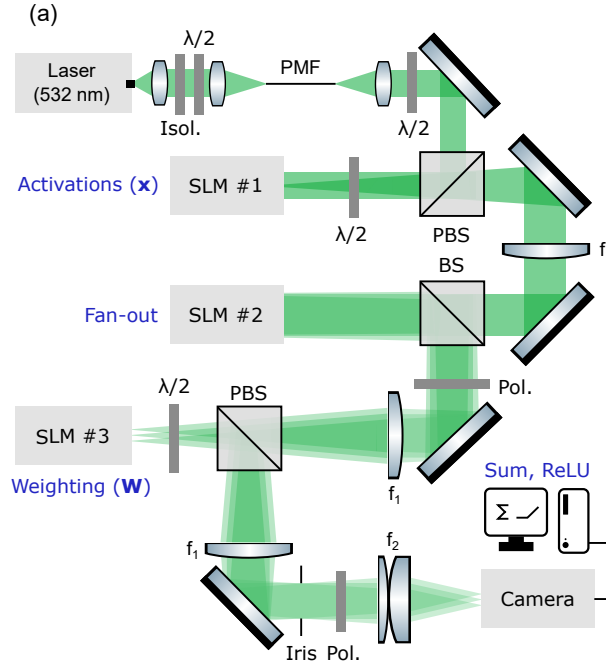 (a)
λ/2
Laser
(532 nm)
PMF
Isol.
λ/2
Activations (x)
SLM #1
λ/2
PBS
f
BS
Fan-out
SLM #2
λ/2
PBS
Pol.
SLM #3
Weighting (W)
f₁
Sum, ReLU
Σ
f₁
f₂
Camera
Iris Pol.